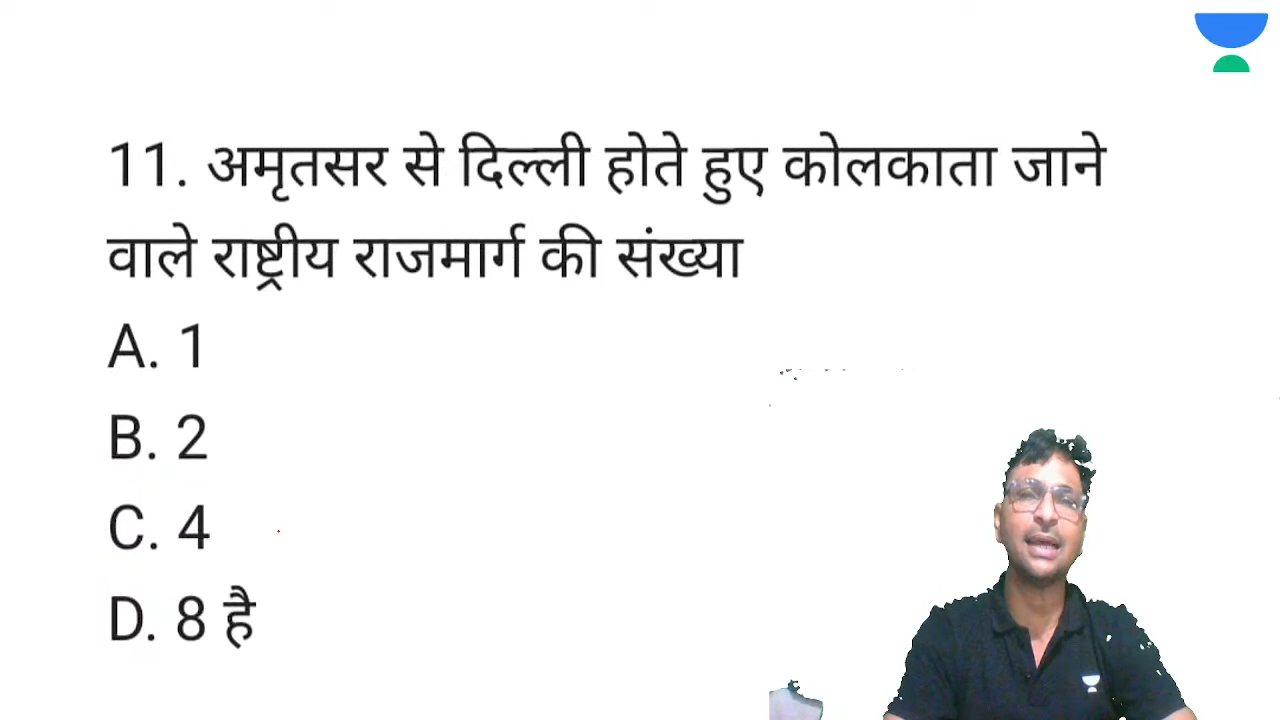 11. अमृतसर से दिल्ली होते हुए कोलकाता जाने
वाले राष्ट्रीय राजमार्ग की संख्या
A. 1
B. 2
C. 4
D. 8 है